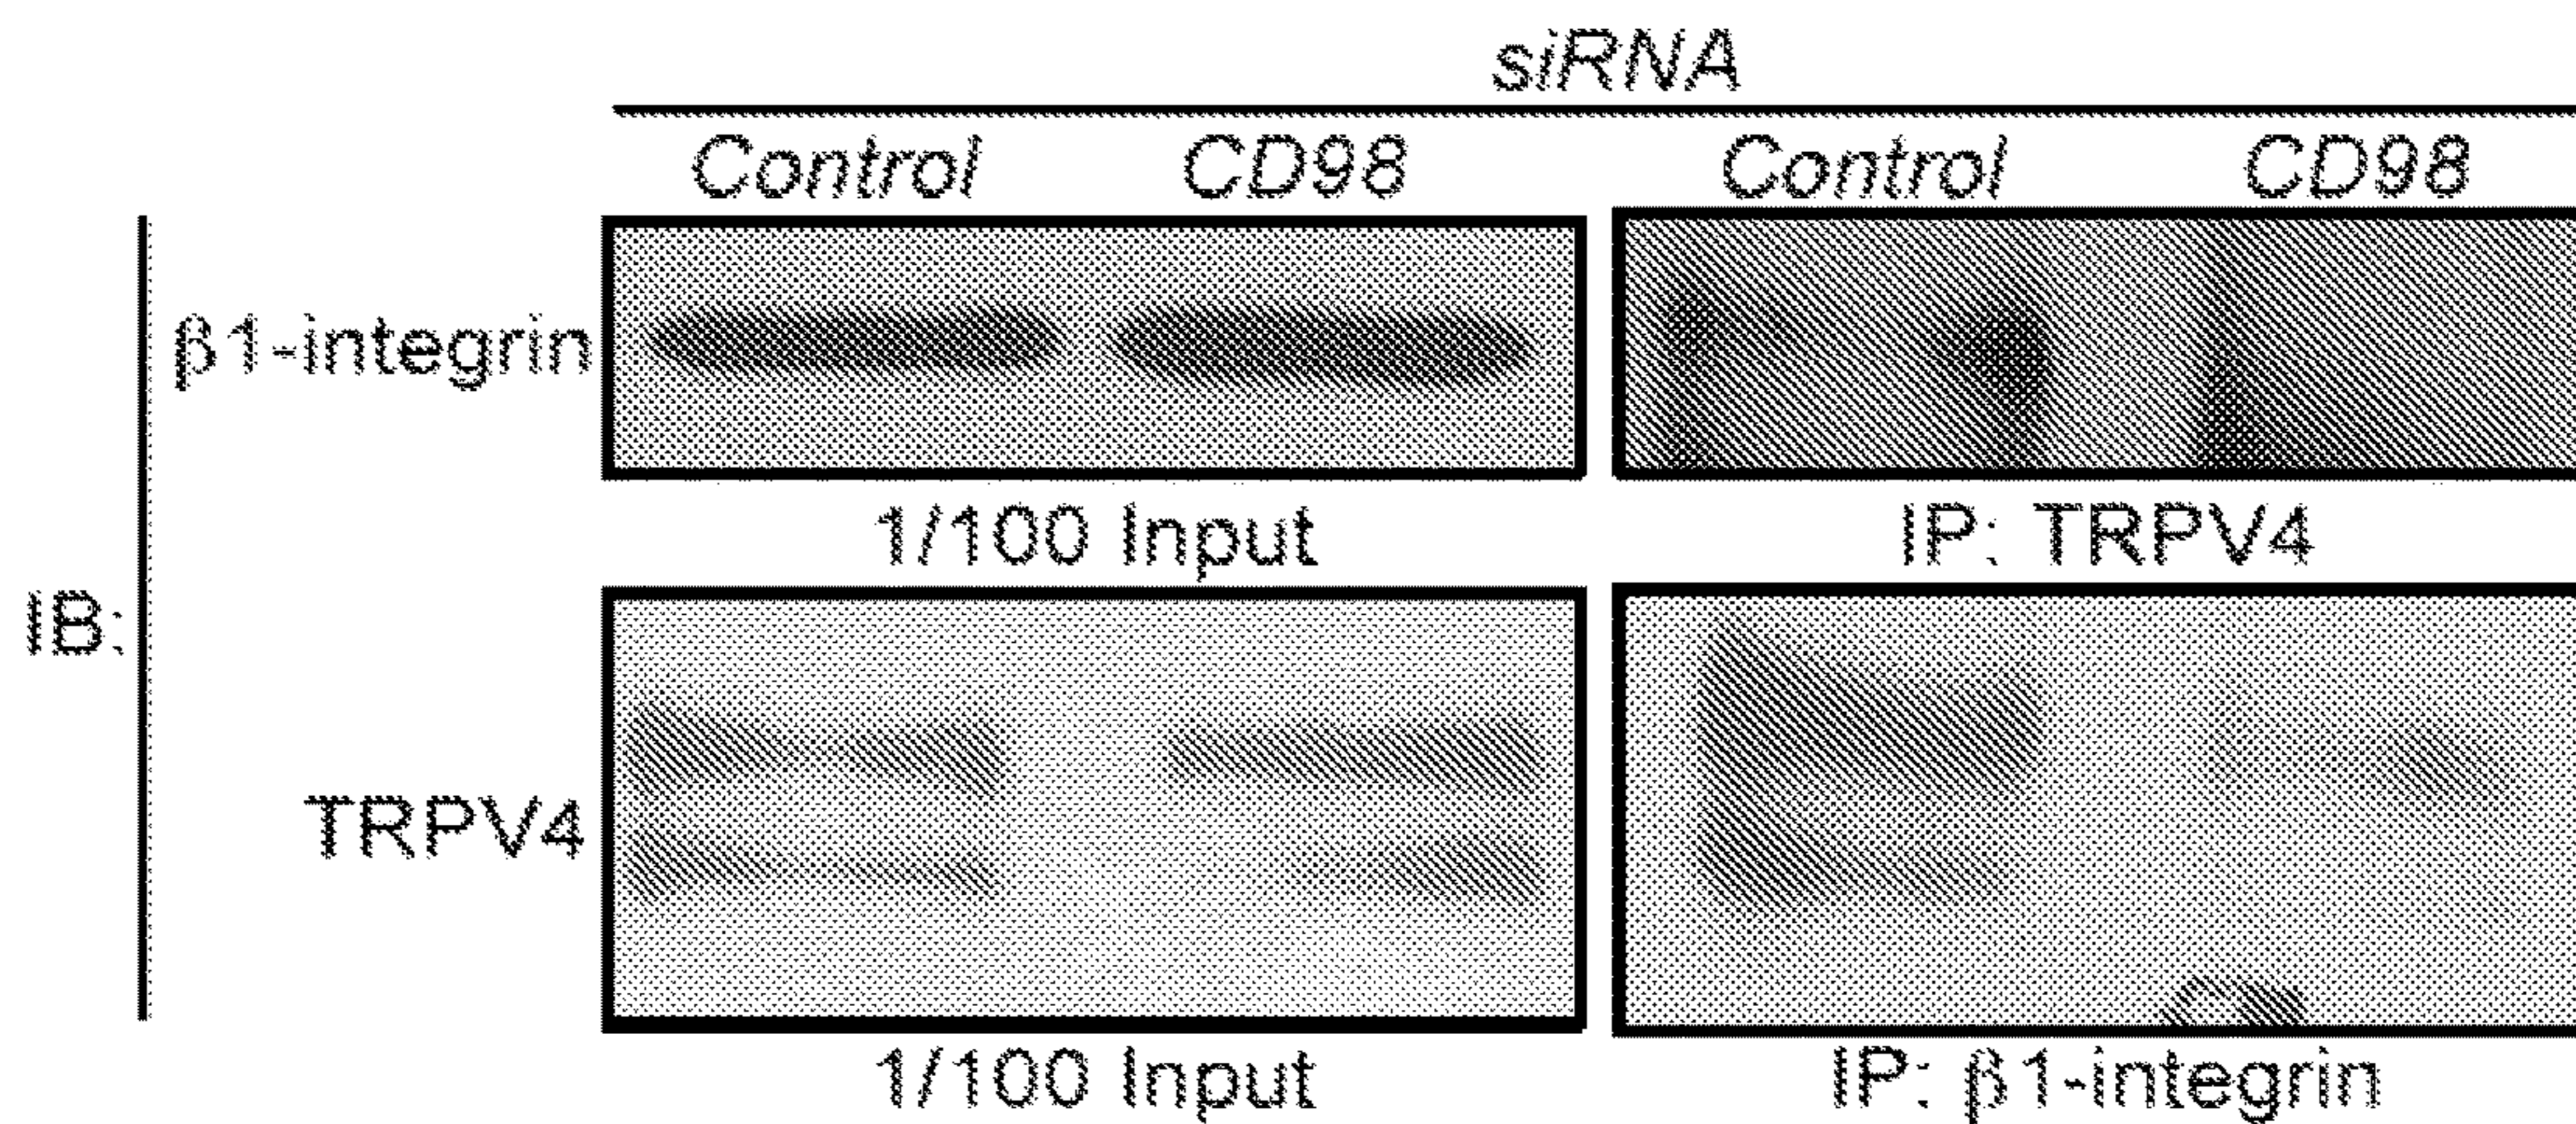 siRNA
Control CD98 Control CD98
β1-integrin
1/100 Input IP: TRPV4
IB:
TRPV4
1/100 Input IP: β1-integrin